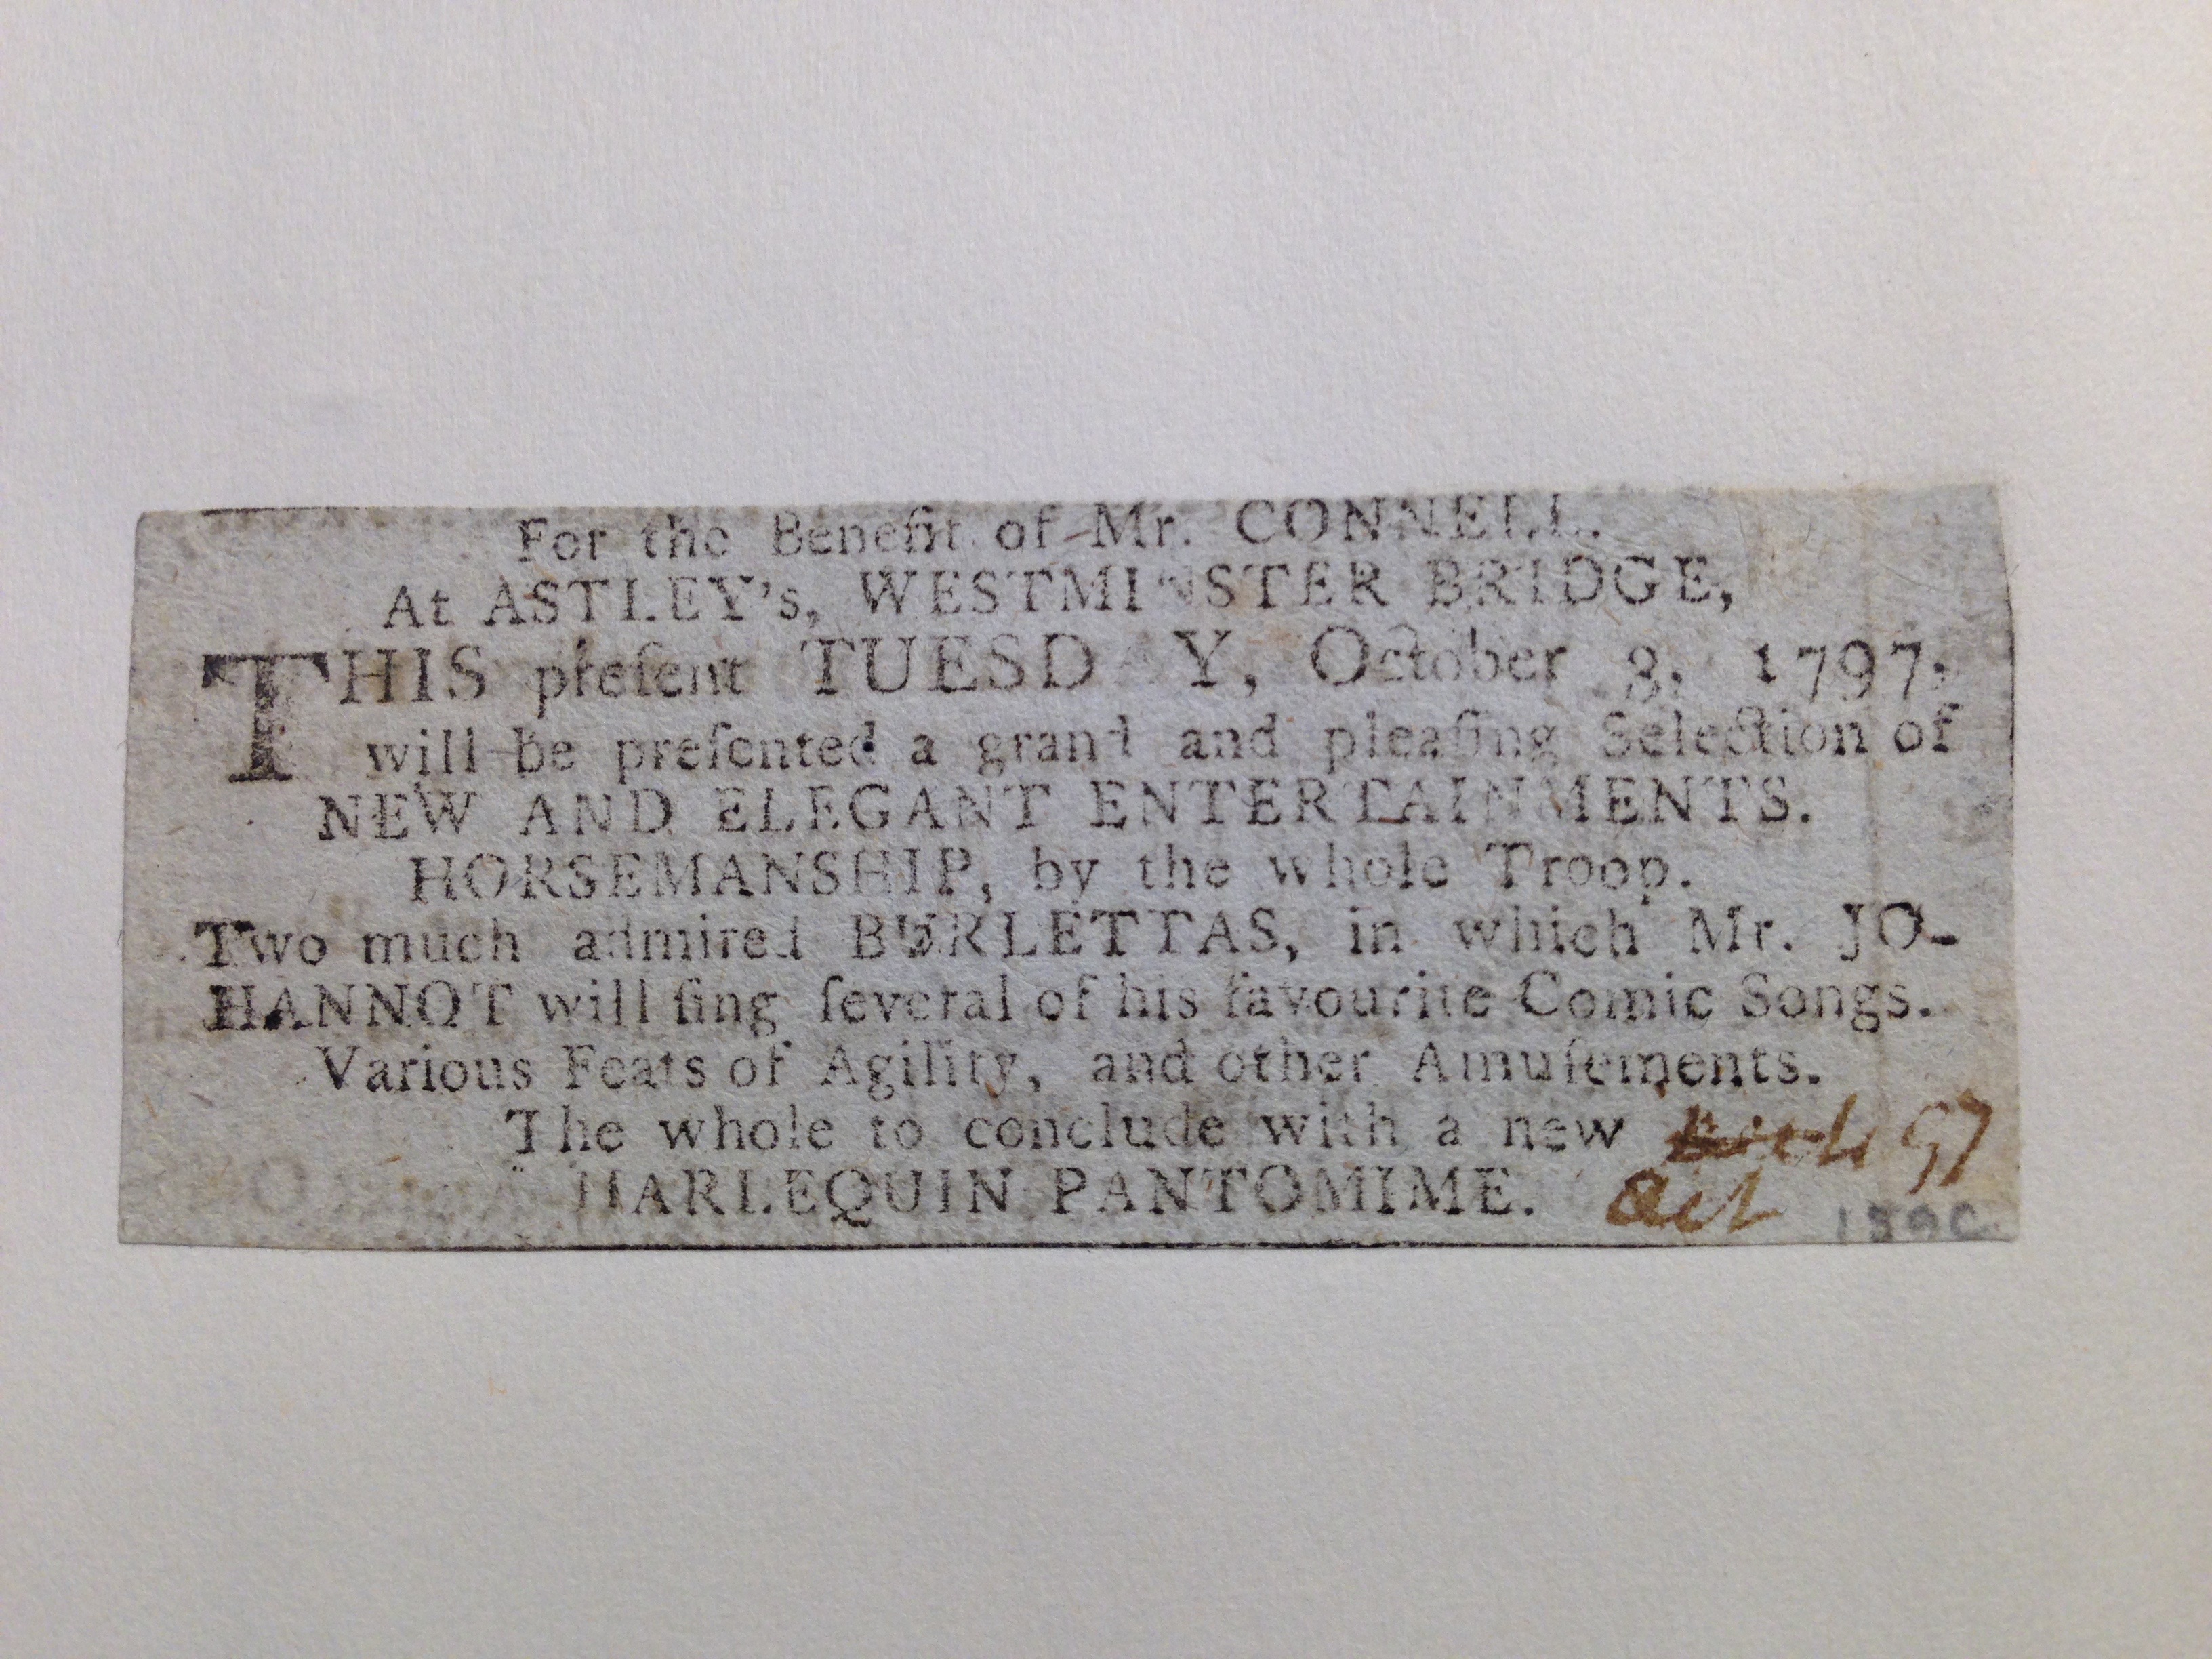 For the Benefit of Mr. CONNELL.
At ASTLEY's, WESTMINSTER BRIDGE,
THIS preſent TUESDAY, October 3, 1797,
will be preſented a grand and pleaſing Selection of
NEW AND ELEGANT ENTERTAINMENTS.
HORSEMANSHIP, by the whole Troop.
Two much admired BURLETTAS, in which Mr. JO-
HANNOT will ſing ſeveral of his favourite Comic Songs.
Various Feats of Agility, and other Amuſements.
The whole to conclude with a new
HARLEQUIN PANTOMIME.
97
Oct